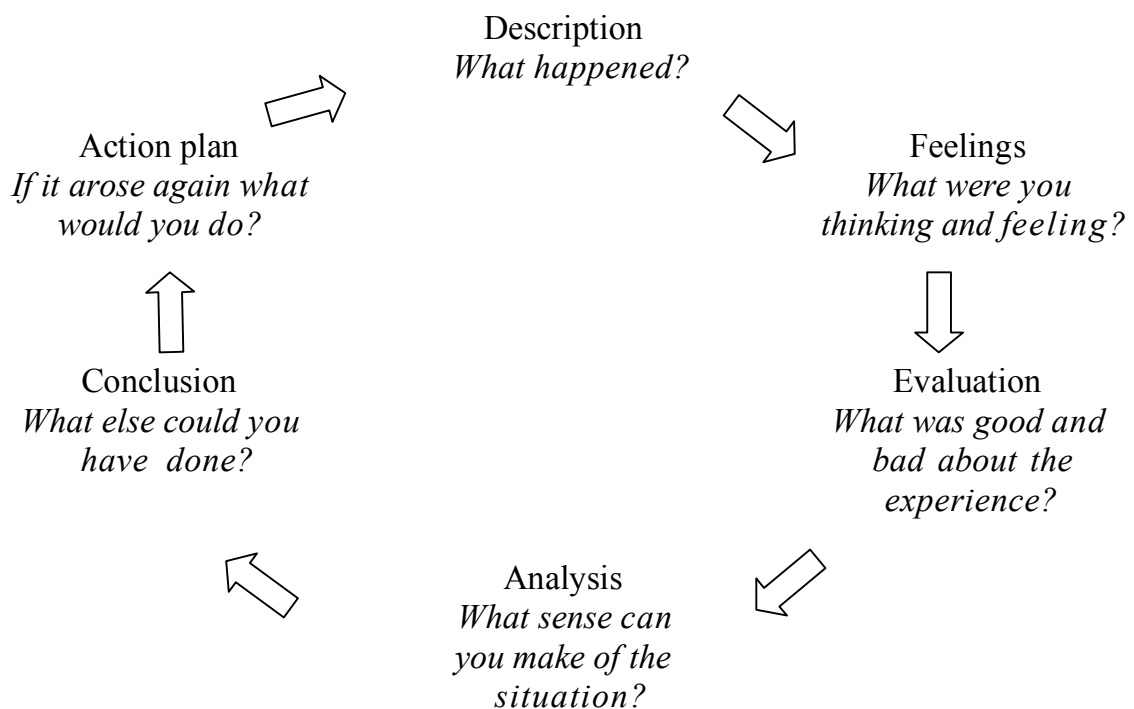 Description
What happened?
Feelings
What were you
thinking and feeling?
Evaluation
What was good and
bad about the
experience?
Analysis
What sense can
you make of the
situation?
Conclusion
What else could you
have done?
Action plan
If it arose again what
would you do?